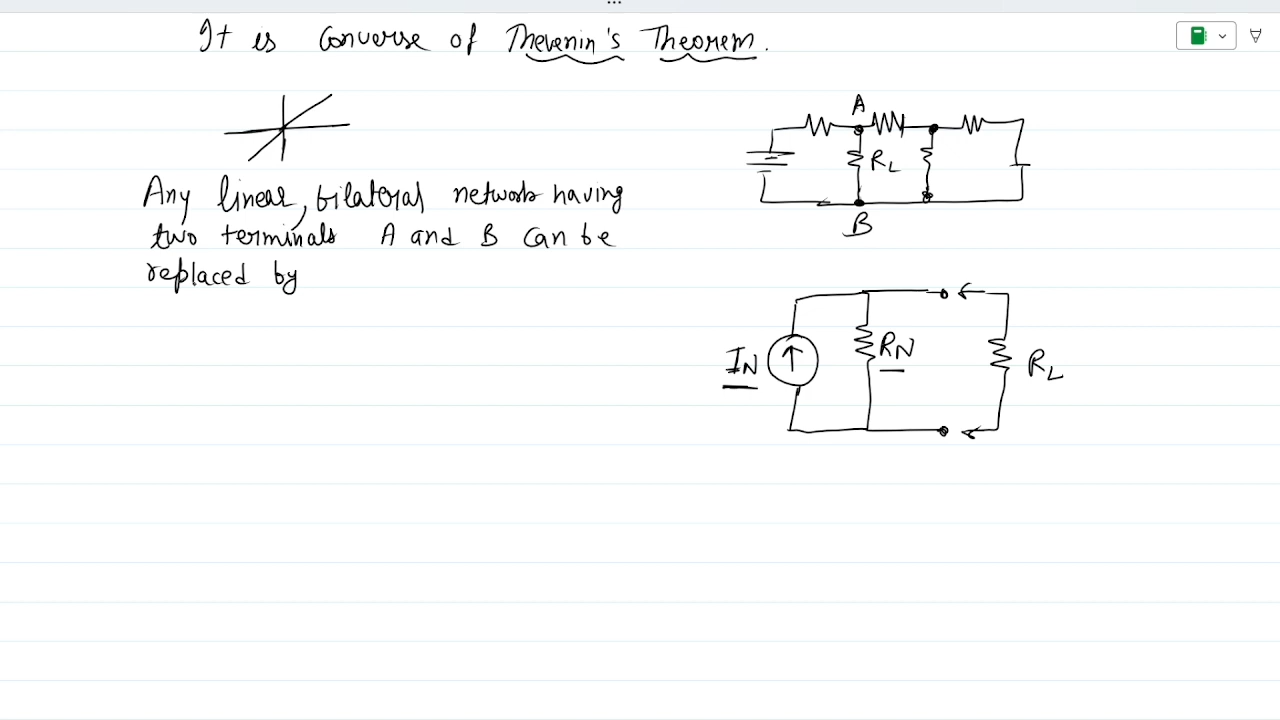 It is converse of Thevenin's Theorem.
A
RL
B
Any linear, bilateral network having
two terminals A and B can be
replaced by
IN
RN
RL